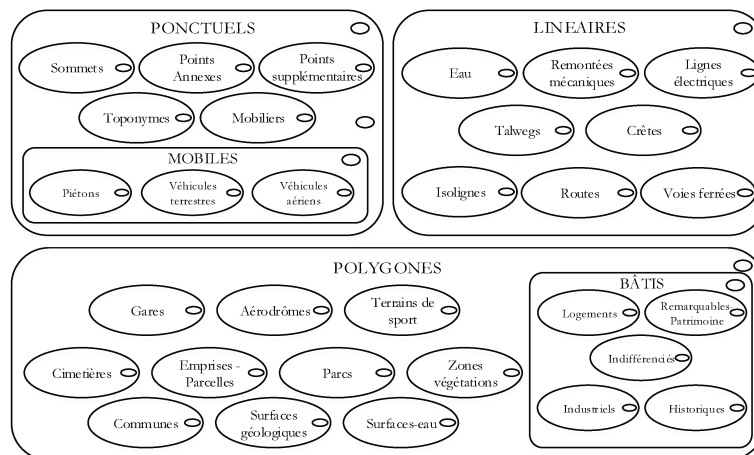 PONCTUELS
Sommets
Points
Annexes
Points
supplémentaires
Toponymes
Mobiliers
MOBILES
Piétons
Véhicules
terrestres
Véhicules
aériens
LINEAIRES
Eau
Remontées
mécaniques
Lignes
électriques
Talwegs
Crêtes
Isolignes
Routes
Voies ferrées
POLYGONES
Gares
Aérodrômes
Terrains de
sport
Cimetières
Emprises -
Parcelles
Parcs
Zones
végétations
Communes
Surfaces
géologiques
Surfaces-eau
BÂTIS
Logements
Remarquables-
Patrimoine
Indifférenciés
Industriels
Historiques